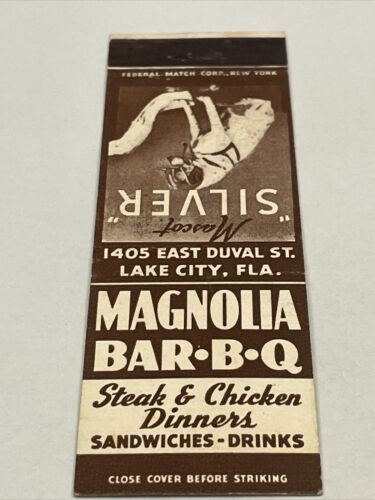 FEDERAL MATCH CORP., NEW YORK
Mascot
"SILVER"
1405 EAST DUVAL ST.
LAKE CITY, FLA.
MAGNOLIA
BAR•B•Q
Steak & Chicken
Dinners
SANDWICHES - DRINKS
CLOSE COVER BEFORE STRIKING